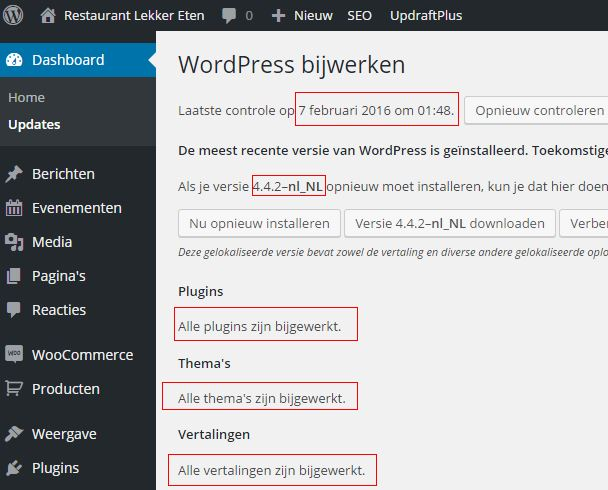 Restaurant Lekker Eten 0 Nieuw SEO UpdraftPlus
Dashboard
Home
Updates
Berichten
Evenementen
Media
Pagina's
Reacties
WOO WooCommerce
Producten
Weergave
Plugins
WordPress bijwerken
Laatste controle op 7 februari 2016 om 01:48. Opnieuw controleren
De meest recente versie van WordPress is geïnstalleerd. Toekomstige
Als je versie 4.4.2–nl_NL opnieuw moet installeren, kun je dat hier doen
Nu opnieuw installeren Versie 4.4.2–nl_NL downloaden Verber
Deze gelokaliseerde versie bevat zowel de vertaling en diverse andere gelokaliseerde oplo
Plugins
Alle plugins zijn bijgewerkt.
Thema's
Alle thema's zijn bijgewerkt.
Vertalingen
Alle vertalingen zijn bijgewerkt.